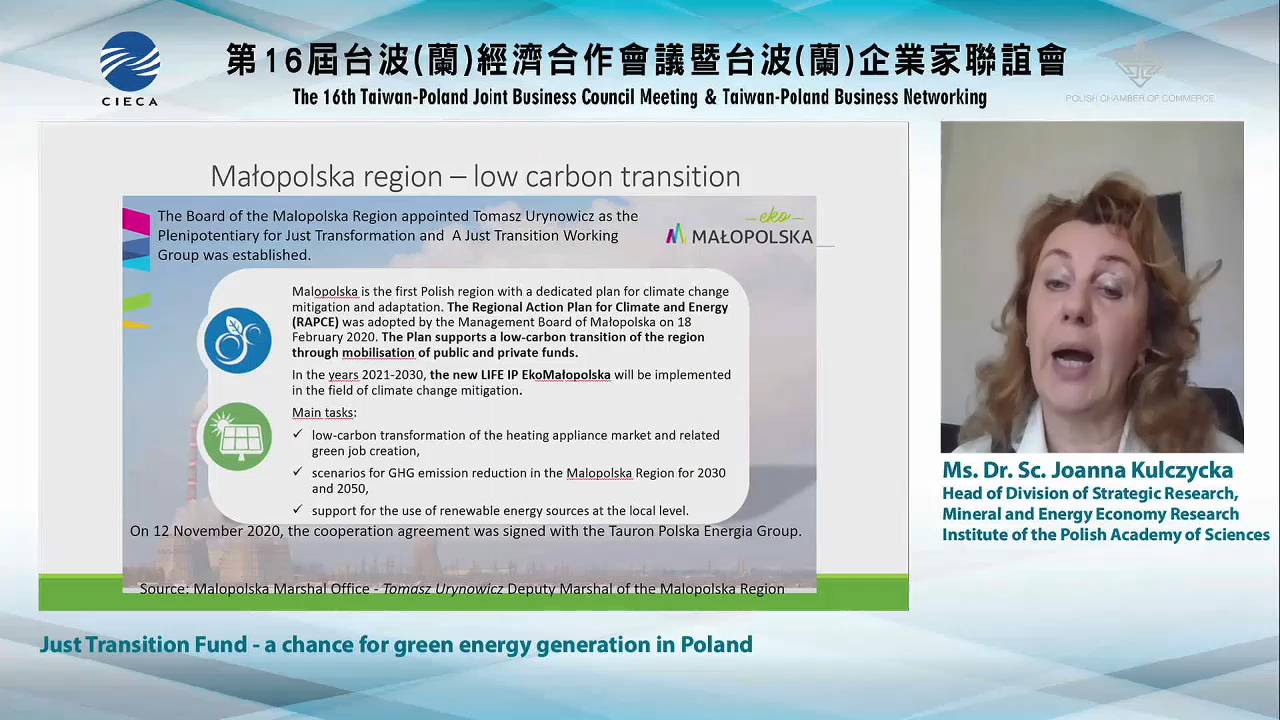 第16屆台波(蘭)經濟合作會議暨台波(蘭)企業家聯誼會
CIECA
The 16th Taiwan-Poland Joint Business Council Meeting & Taiwan-Poland Business Networking
POLISH CHAMBER OF COMMERCE
Małopolska region – low carbon transition
The Board of the Malopolska Region appointed Tomasz Urynowicz as the
Plenipotentiary for Just Transformation and A Just Transition Working
Group was established.
eko
MAŁOPOLSKA
Malopolska is the first Polish region with a dedicated plan for climate change
mitigation and adaptation. The Regional Action Plan for Climate and Energy
(RAPCE) was adopted by the Management Board of Małopolska on 18
February 2020. The Plan supports a low-carbon transition of the region
through mobilisation of public and private funds.
In the years 2021-2030, the new LIFE IP EkoMałopolska will be implemented
in the field of climate change mitigation.
Main tasks:
✓ low-carbon transformation of the heating appliance market and related
green job creation,
✓ scenarios for GHG emission reduction in the Malopolska Region for 2030
and 2050,
✓ support for the use of renewable energy sources at the local level.
On 12 November 2020, the cooperation agreement was signed with the Tauron Polska Energia Group.
Source: Malopolska Marshal Office - Tomasz Urynowicz Deputy Marshal of the Malopolska Region
Ms. Dr. Sc. Joanna Kulczycka
Head of Division of Strategic Research,
Mineral and Energy Economy Research
Institute of the Polish Academy of Sciences
Just Transition Fund - a chance for green energy generation in Poland